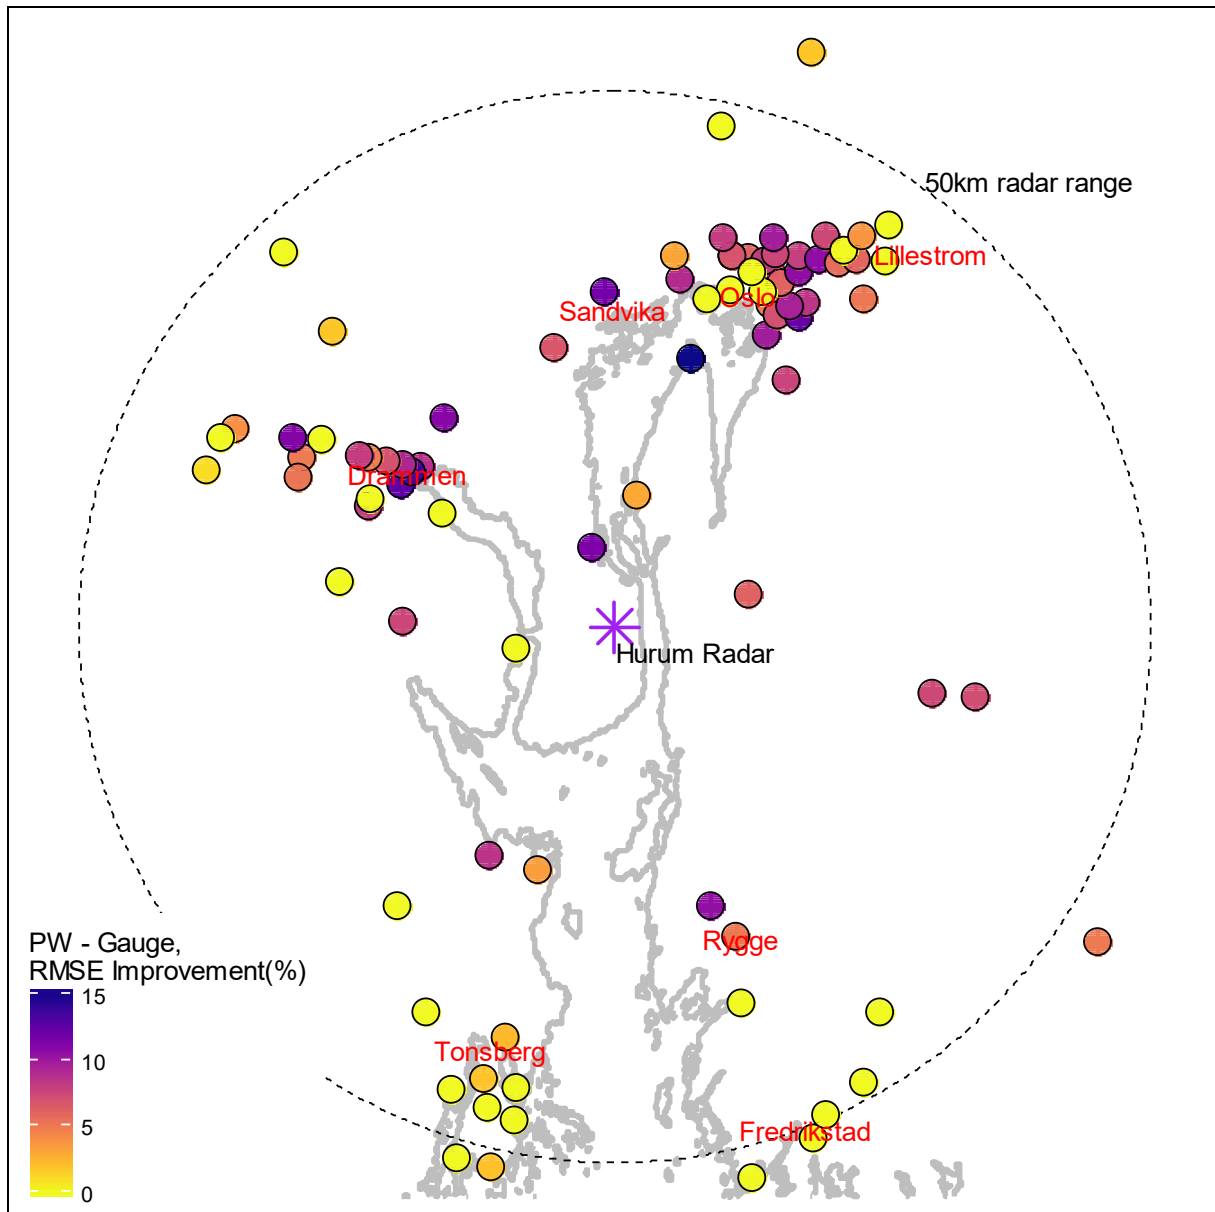 50km radar range
Lillestrom
Oslo
Sandvika
Drammen
Hurum Radar
Rygge
PW - Gauge,
RMSE Improvement(%)
15
10
5
0
Tonsberg
Fredrikstad